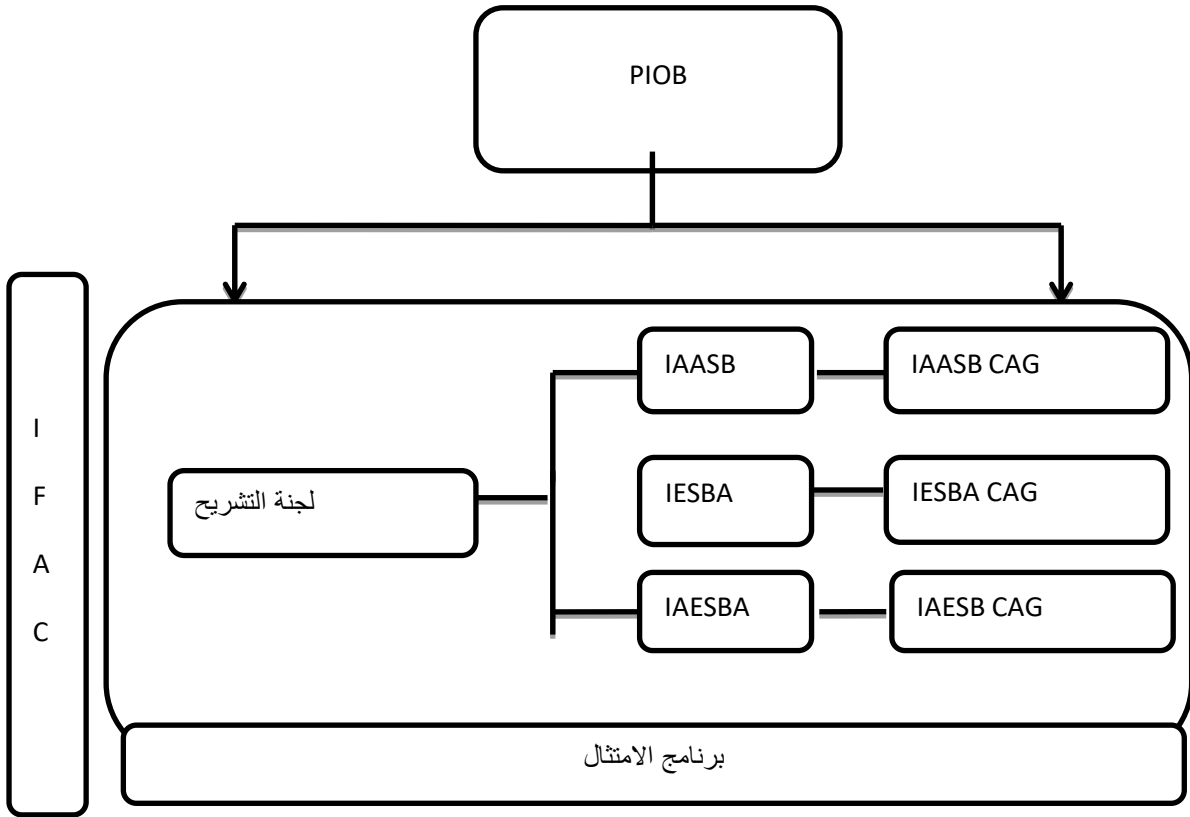 PIOB
I
F
A
C
IAASB
IAASB CAG
لجنة التشريح
IESBA
IESBA CAG
IAESBA
IAESB CAG
برنامج الامتثال